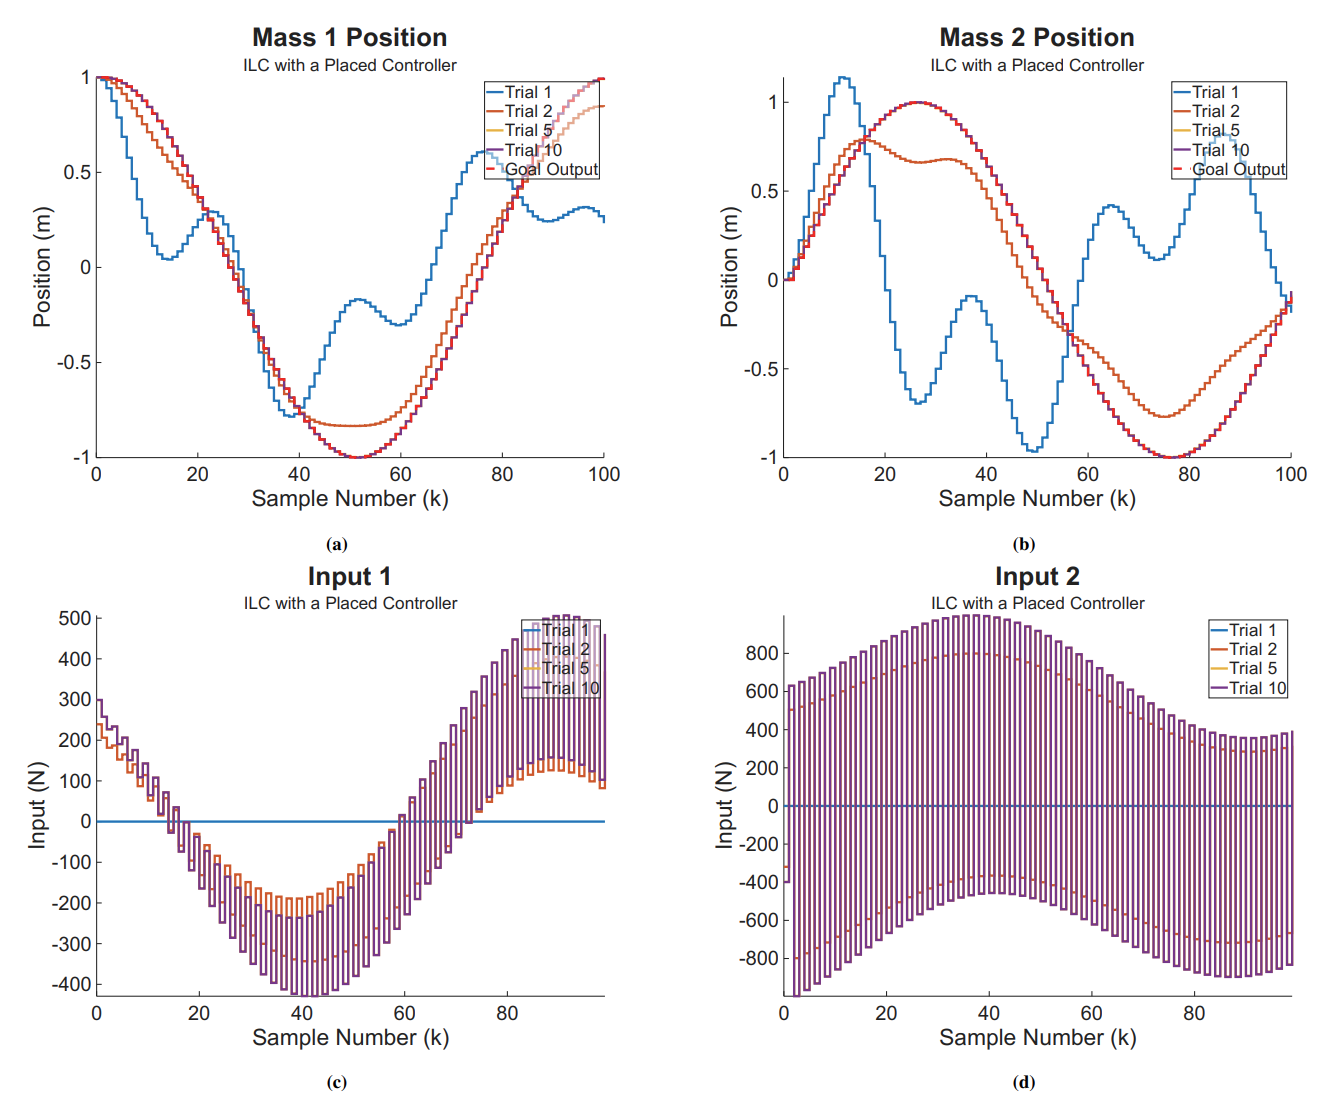 Mass 1 Position
ILC with a Placed Controller
1
0.5
0
-0.5
-1
Position (m)
0 20 40 60 80 100
Sample Number (k)
Trial 1
Trial 2
Trial 5
Trial 10
Goal Output
(a)
Mass 2 Position
ILC with a Placed Controller
1
0.5
0
-0.5
-1
Position (m)
0 20 40 60 80 100
Sample Number (k)
Trial 1
Trial 2
Trial 5
Trial 10
Goal Output
(b)
Input 1
ILC with a Placed Controller
500
400
300
200
100
0
-100
-200
-300
-400
Input (N)
0 20 40 60 80
Sample Number (k)
Trial 1
Trial 2
Trial 5
Trial 10
(c)
Input 2
ILC with a Placed Controller
800
600
400
200
0
-200
-400
-600
-800
Input (N)
0 20 40 60 80
Sample Number (k)
Trial 1
Trial 2
Trial 5
Trial 10
(d)